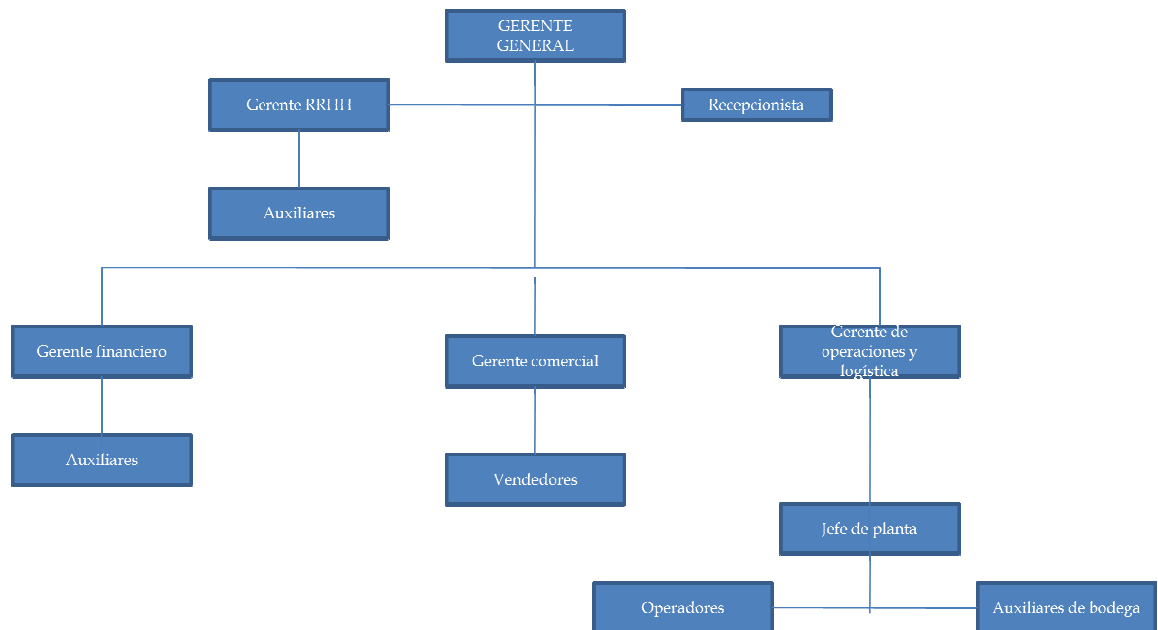 GERENTE
GENERAL
Gerente RRHH
Recepcionista
Auxiliares
Gerente financiero
Gerente comercial
Gerente de
operaciones y
logística
Auxiliares
Vendedores
Jefe de planta
Operadores
Auxiliares de bodega